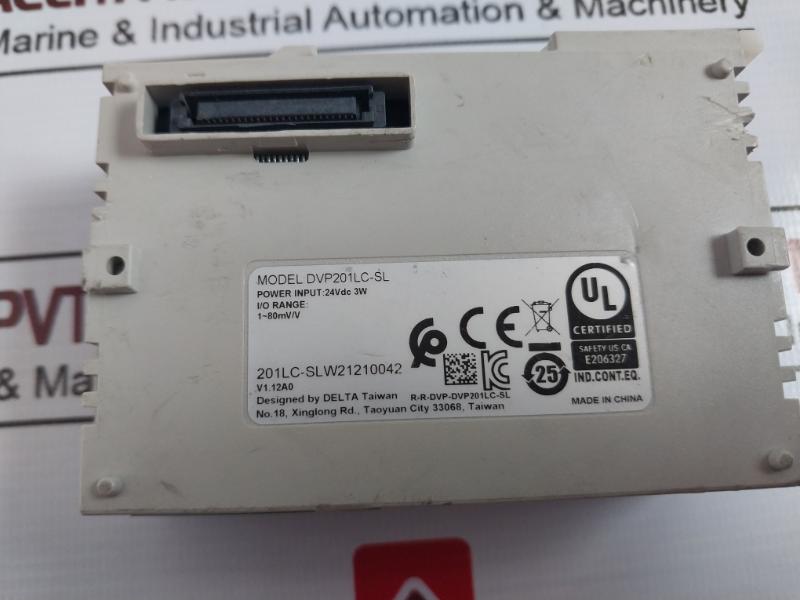 Marine & Industrial Automation & Machinery
PVT
& Ma
MODEL DVP201LC-SL
POWER INPUT:24Vdc 3W
I/O RANGE:
1~80mV/V
201LC-SLW21210042
V1.12A0
Designed by DELTA Taiwan
R-R-DVP-DVP201LC-SL
No.18, Xinglong Rd., Taoyuan City 33068, Taiwan
CE
25
UL
CERTIFIED
SAFETY US CA
E206327
IND.CONT.EQ.
MADE IN CHINA